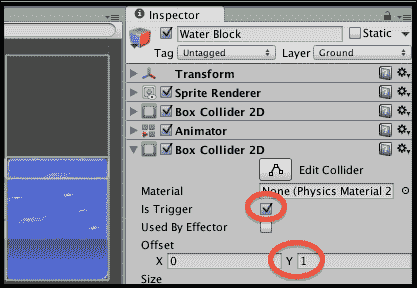 Inspector
Water Block Static
Tag Untagged Layer Ground
Transform
Sprite Renderer
Box Collider 2D
Animator
Box Collider 2D
Edit Collider
Material None (Physics Material 2
Is Trigger
Used By Effector
Offset
X 0 Y 1
Size